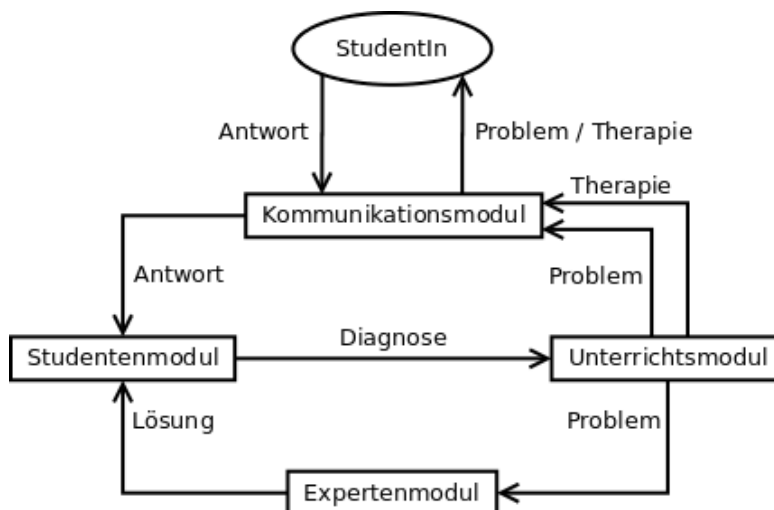 StudentIn
Antwort
Problem / Therapie
Therapie
Kommunikationsmodul
Antwort
Problem
Diagnose
Studentenmodul
Unterrichtsmodul
Lösung
Problem
Expertenmodul